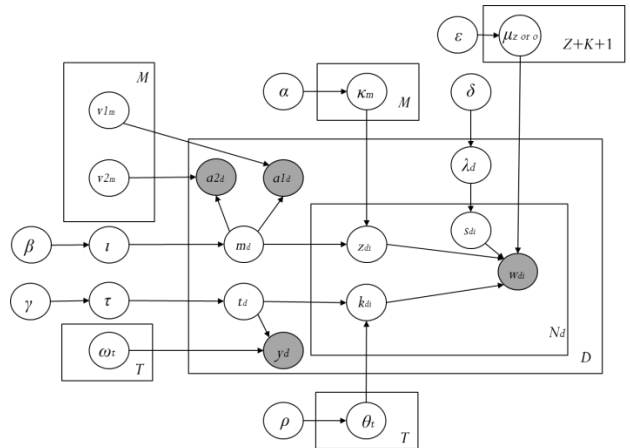 ε
μz or o
Z+K+1
M
v1m
v2m
α
κm
M
δ
λd
a2d
a1d
sdi
β
ι
md
zdi
wdi
γ
τ
td
kdi
Nd
ωt
T
yd
D
ρ
θt
T